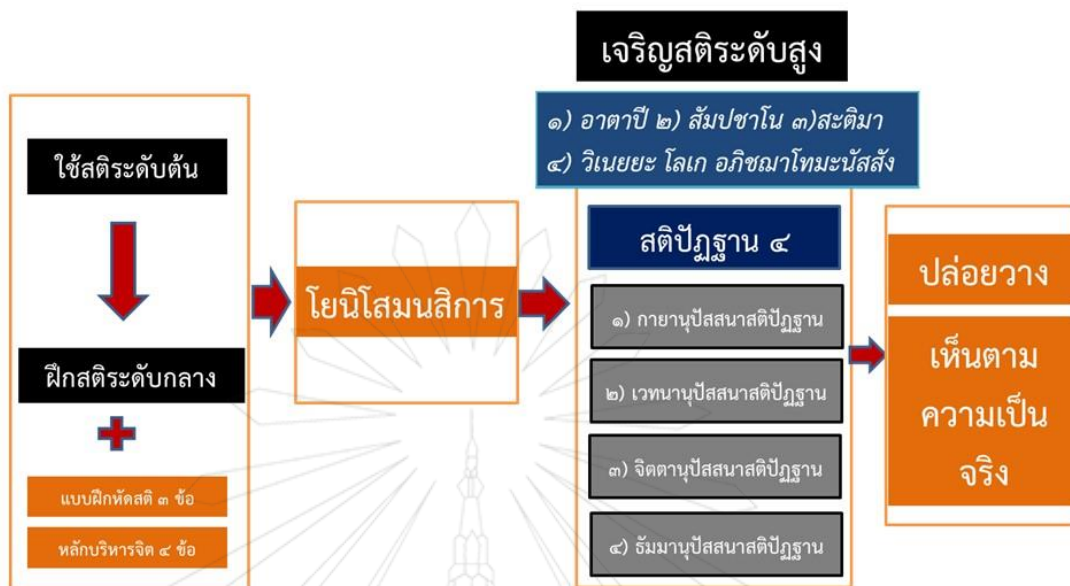 ใช้สติระดับต้น
ฝึกสติระดับกลาง
แบบฝึกหัดสติ ๓ ข้อ
หลักบริหารจิต ๔ ข้อ
โยนิโสมนสิการ
เจริญสติระดับสูง
๑) อาตาปี ๒) สัมปชาโน ๓)สะติมา
๔) วิเนยยะ โลเก อภิชฌาโทมะนัสสัง
สติปัฏฐาน ๔
๑) กายานุปัสสนาสติปัฏฐาน
๒) เวทนานุปัสสนาสติปัฏฐาน
๓) จิตตานุปัสสนาสติปัฏฐาน
๔) ธัมมานุปัสสนาสติปัฏฐาน
ปล่อยวาง
เห็นตาม
ความเป็น
จริง